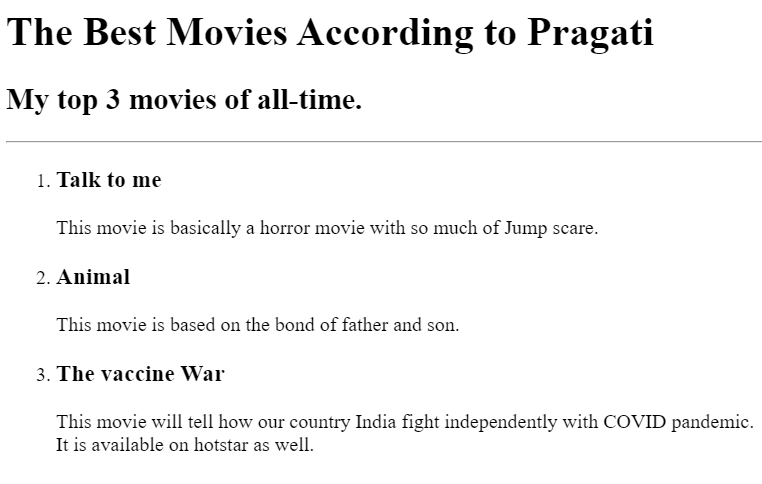 The Best Movies According to Pragati
My top 3 movies of all-time.
1. Talk to me
This movie is basically a horror movie with so much of Jump scare.
2. Animal
This movie is based on the bond of father and son.
3. The vaccine War
This movie will tell how our country India fight independently with COVID pandemic.
It is available on hotstar as well.